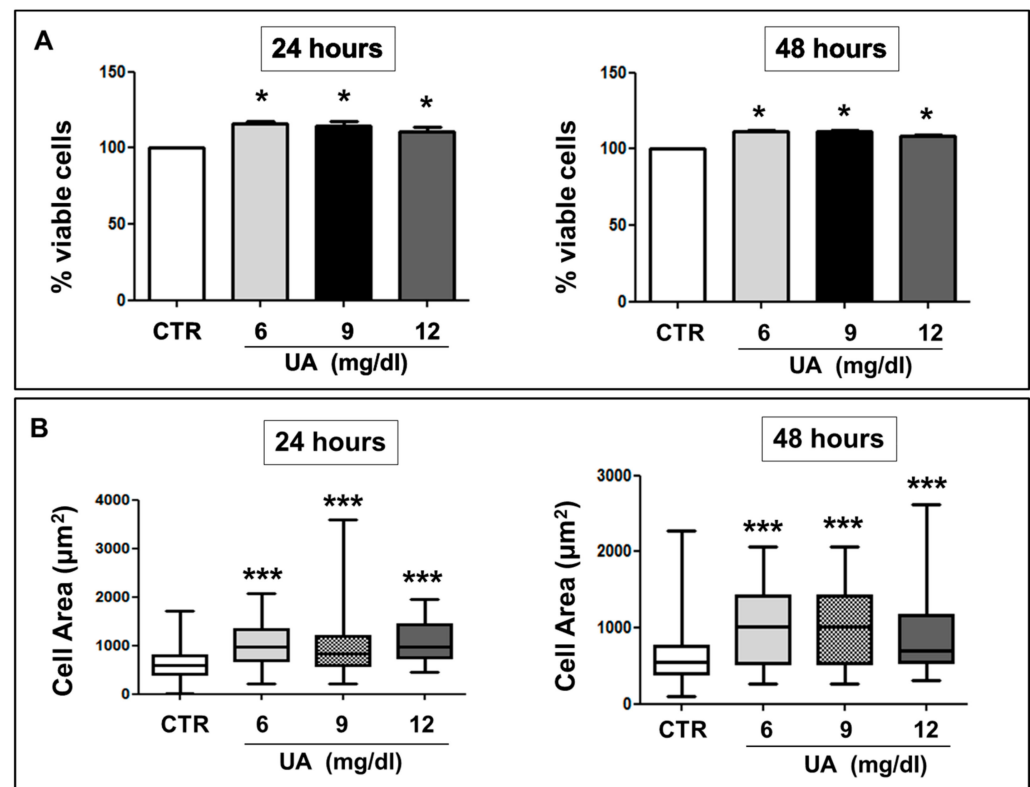 A
24 hours
48 hours
% viable cells
150
100
50
0
* * *
CTR 6 9 12
UA (mg/dl)
% viable cells
150
100
50
0
* * *
CTR 6 9 12
UA (mg/dl)
B
24 hours
48 hours
Cell Area (µm²)
4000
3000
2000
1000
0
*** *** ***
CTR 6 9 12
UA (mg/dl)
Cell Area (µm²)
3000
2000
1000
0
*** *** ***
CTR 6 9 12
UA (mg/dl)